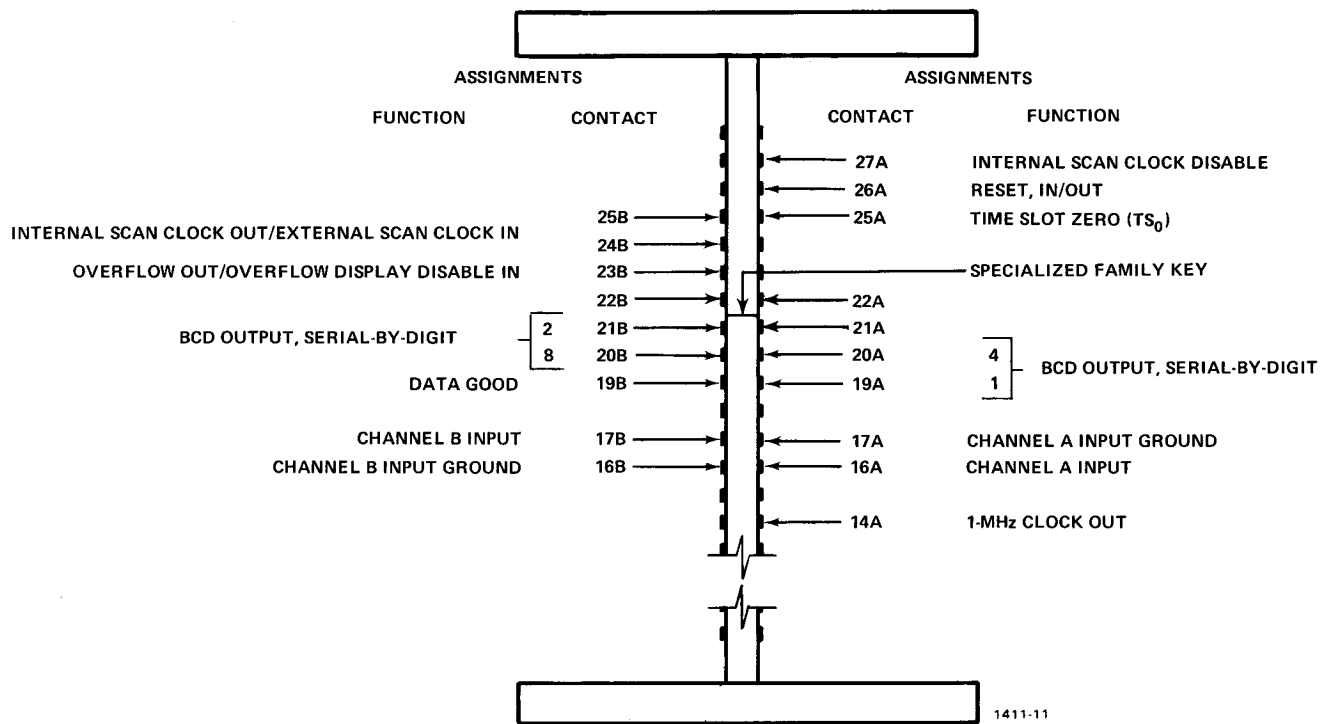 ASSIGNMENTS ASSIGNMENTS
FUNCTION CONTACT CONTACT FUNCTION
27A INTERNAL SCAN CLOCK DISABLE
26A RESET, IN/OUT
25B 25A TIME SLOT ZERO (TS0)
INTERNAL SCAN CLOCK OUT/EXTERNAL SCAN CLOCK IN
24B
OVERFLOW OUT/OVERFLOW DISPLAY DISABLE IN 23B SPECIALIZED FAMILY KEY
22B 22A
BCD OUTPUT, SERIAL-BY-DIGIT 2 21B 21A
8 20B 20A 4 BCD OUTPUT, SERIAL-BY-DIGIT
DATA GOOD 19B 19A 1
CHANNEL B INPUT 17B 17A CHANNEL A INPUT GROUND
CHANNEL B INPUT GROUND 16B 16A CHANNEL A INPUT
14A 1-MHz CLOCK OUT
1411-11